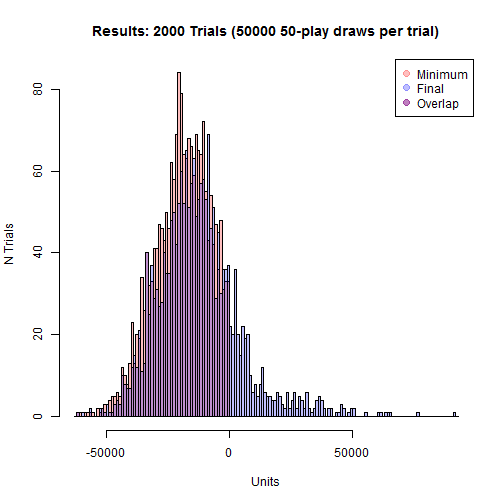 Results: 2000 Trials (50000 50-play draws per trial)
Minimum
Final
Overlap
N Trials
80
60
40
20
0
-50000 0 50000
Units